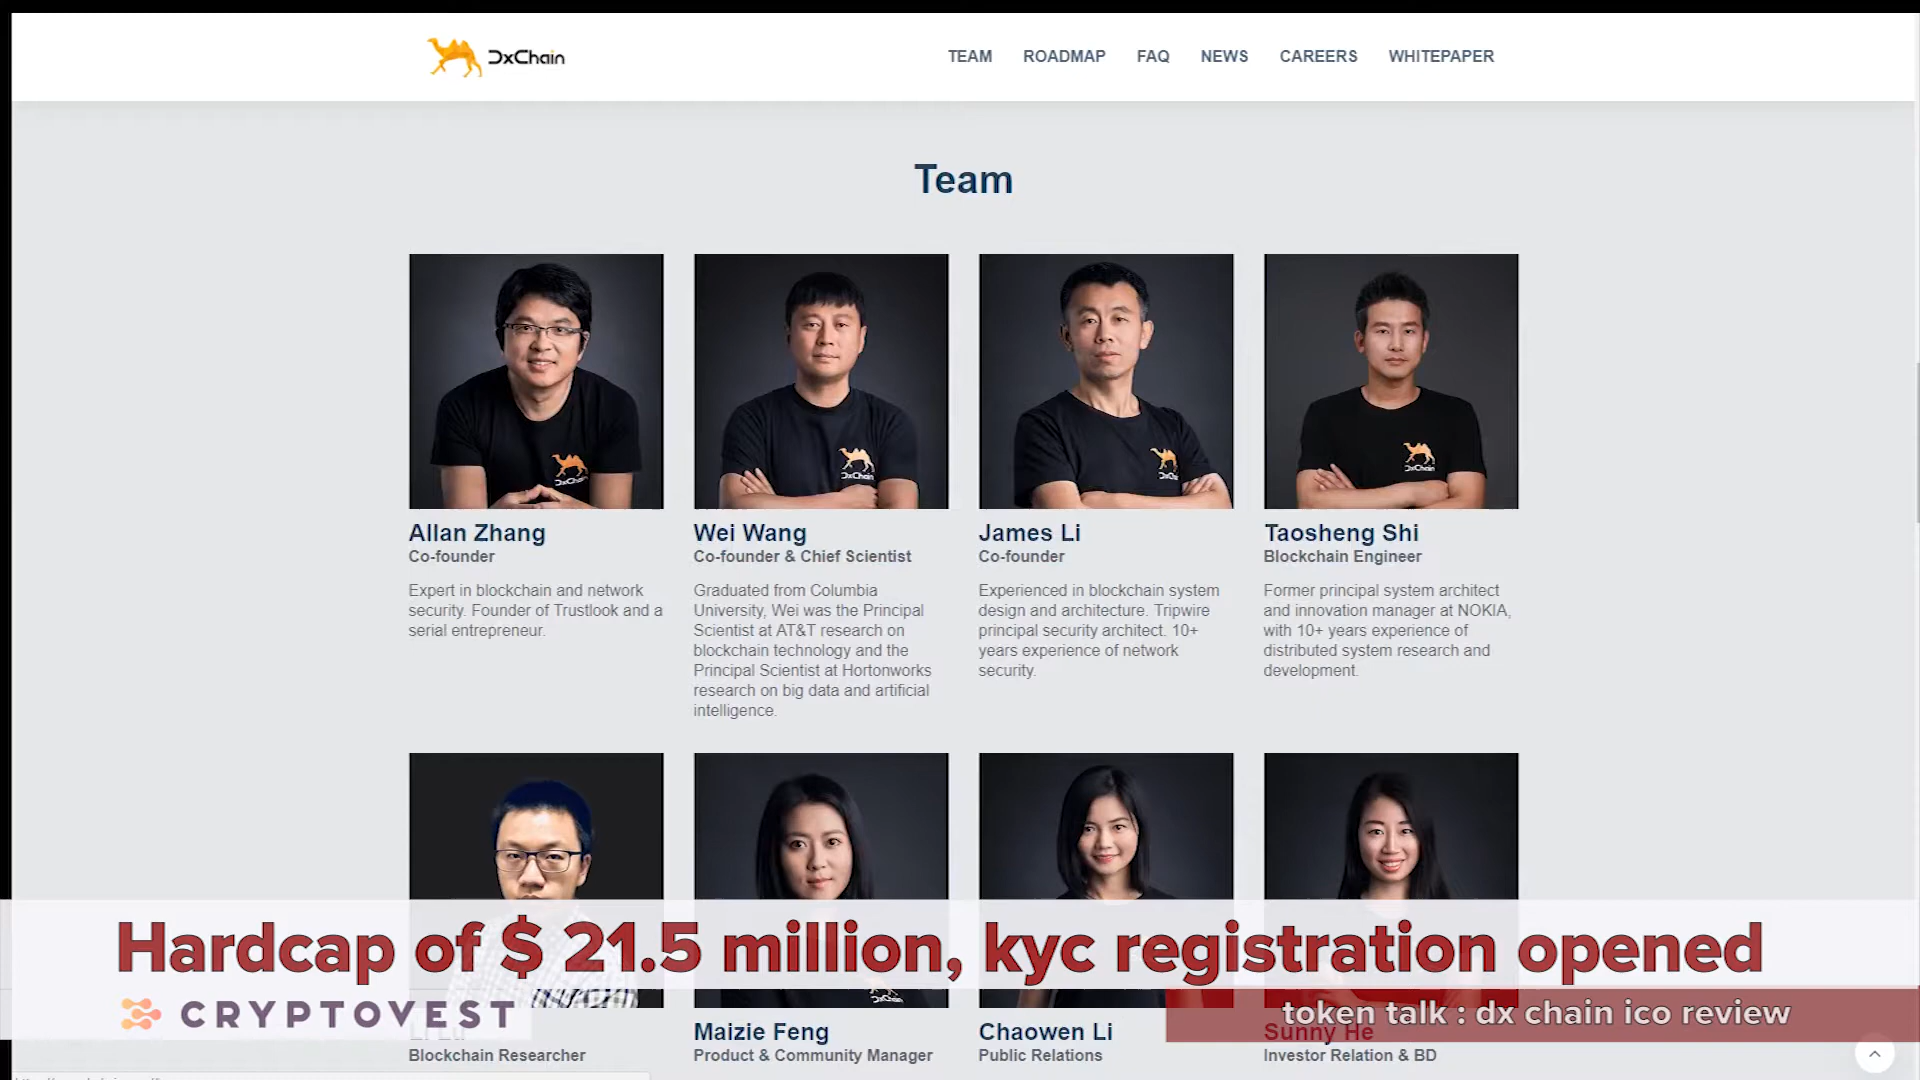 DxChain
TEAM ROADMAP FAQ NEWS CAREERS WHITEPAPER
Team
DxChain
DxChain
DxChain
DxChain
Allan Zhang
Co-founder
Expert in blockchain and network
security. Founder of Trustlook and a
serial entrepreneur.
Wei Wang
Co-founder & Chief Scientist
Graduated from Columbia
University, Wei was the Principal
Scientist at AT&T research on
blockchain technology and the
Principal Scientist at Hortonworks
research on big data and artificial
intelligence.
James Li
Co-founder
Experienced in blockchain system
design and architecture. Tripwire
principal security architect. 10+
years experience of network
security.
Taosheng Shi
Blockchain Engineer
Former principal system architect
and innovation manager at NOKIA,
with 10+ years experience of
distributed system research and
development.
Hardcap of $ 21.5 million, kyc registration opened
CRYPTOVEST
token talk : dx chain ico review
Blockchain Researcher
Maizie Feng
Product & Community Manager
Chaowen Li
Public Relations
Sunny He
Investor Relation & BD